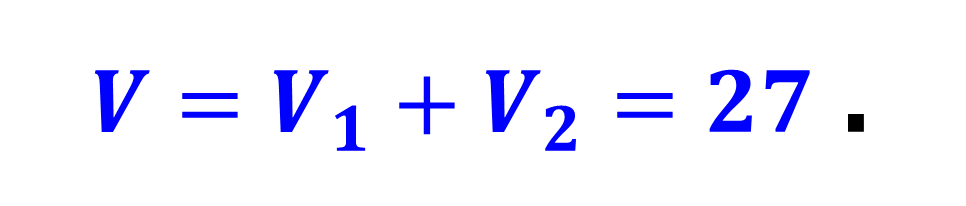 V = V₁ + V₂ = 27 .